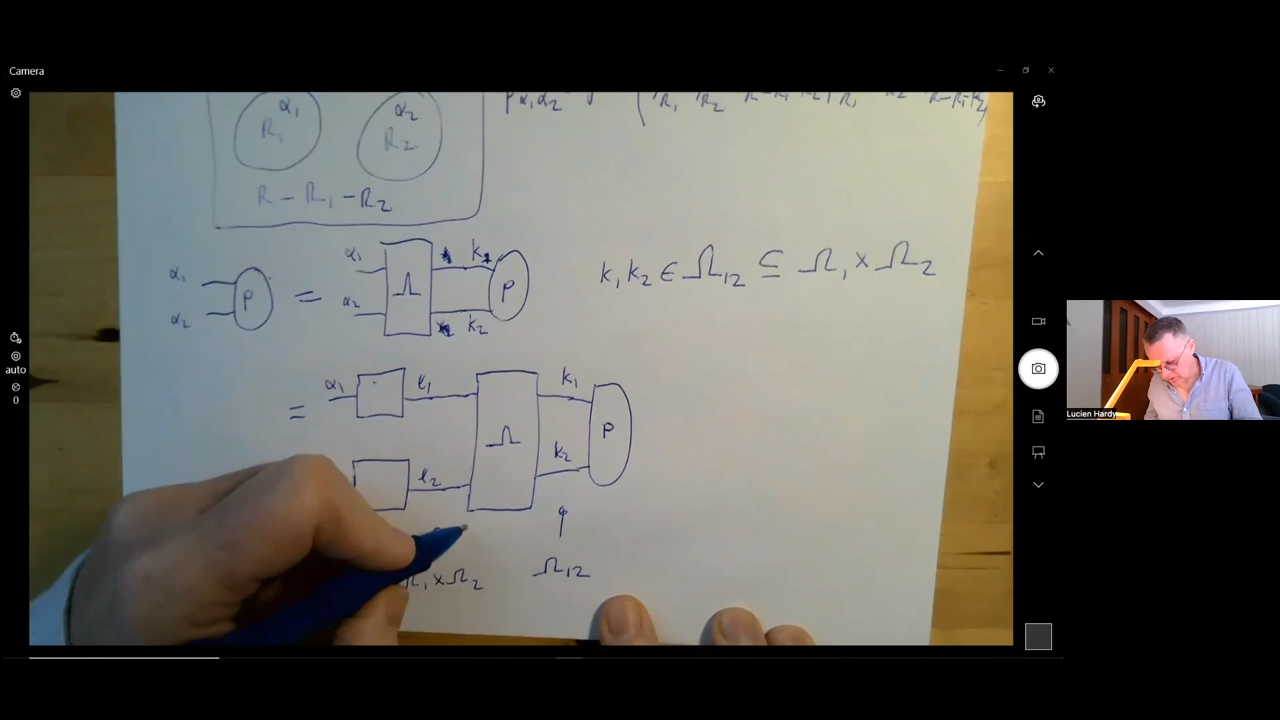 Camera
α₁ α₂
R₁ R₂
R - R₁ - R₂
α₁ α₂ P = α₁ α₂ Λ k₁ k₂ P
k₁ k₂ ∈ Ω₁₂ ⊆ Ω₁ × Ω₂
= α₁ l₁ l₂ Λ k₁ k₂ P
Ω₁ × Ω₂ Ω₁₂
auto
0
Lucien Hardy